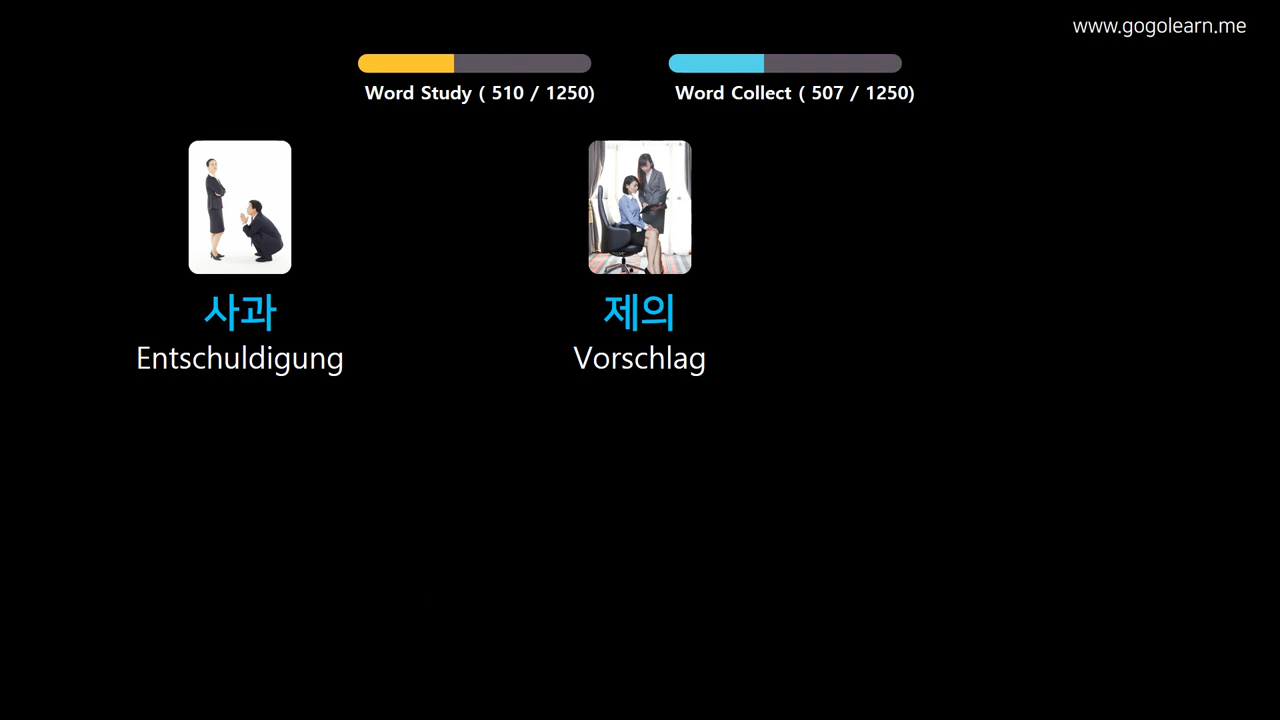 www.gogolearn.me
Word Study ( 510 / 1250)
Word Collect ( 507 / 1250)
사과
Entschuldigung
제의
Vorschlag